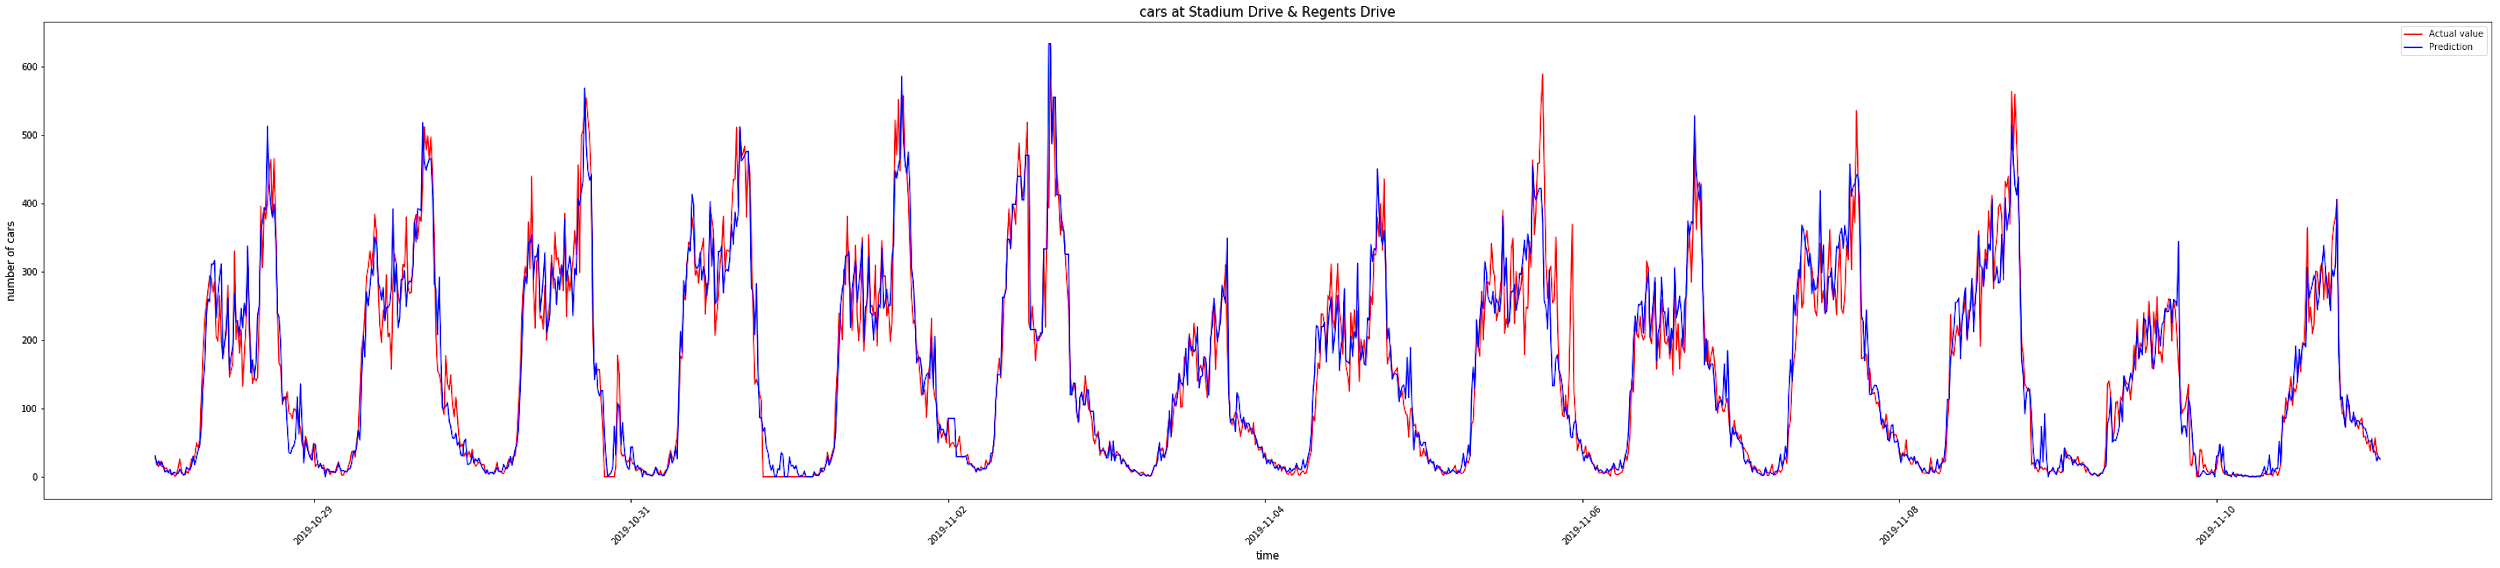 cars at Stadium Drive & Regents Drive
Actual value
Prediction
number of cars
600
500
400
300
200
100
0
2019-10-29
2019-10-31
2019-11-02
2019-11-04
2019-11-06
2019-11-08
2019-11-10
time